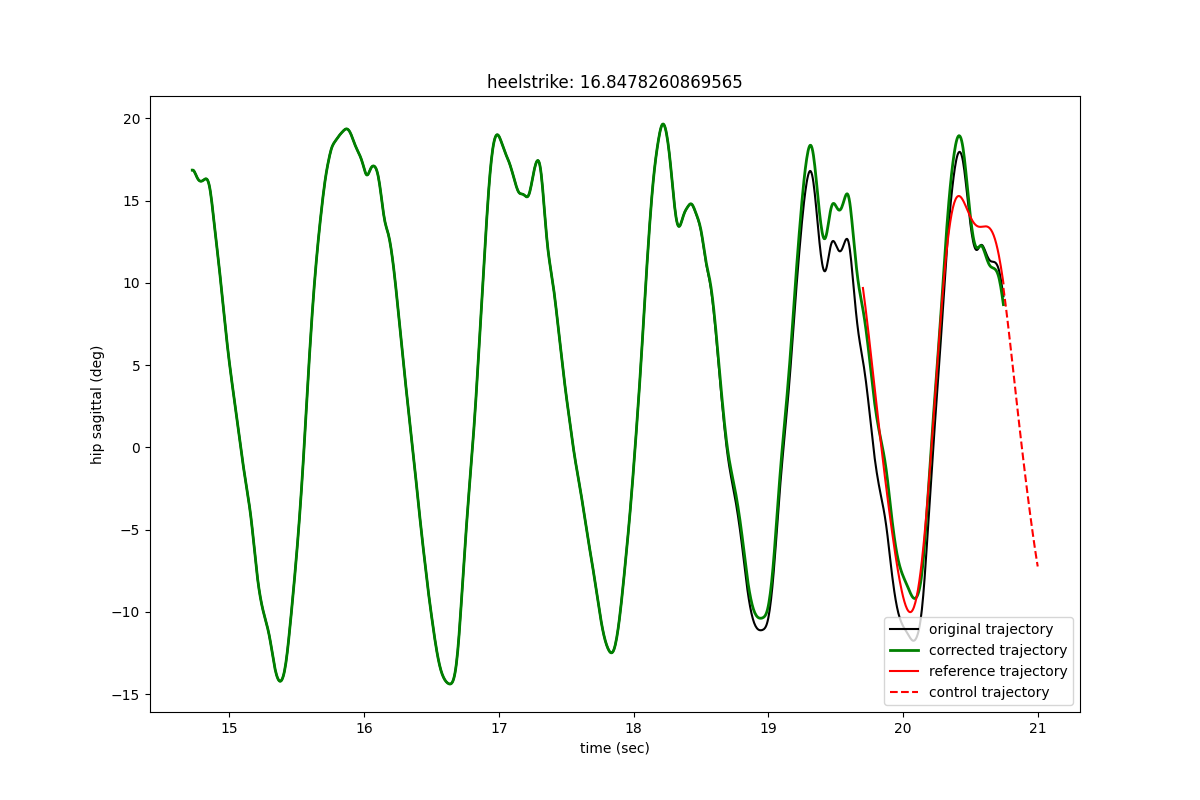 heelstrike: 16.8478260869565
20
15
10
5
0
−5
−10
−15
hip sagittal (deg)
15 16 17 18 19 20 21
time (sec)
original trajectory
corrected trajectory
reference trajectory
control trajectory